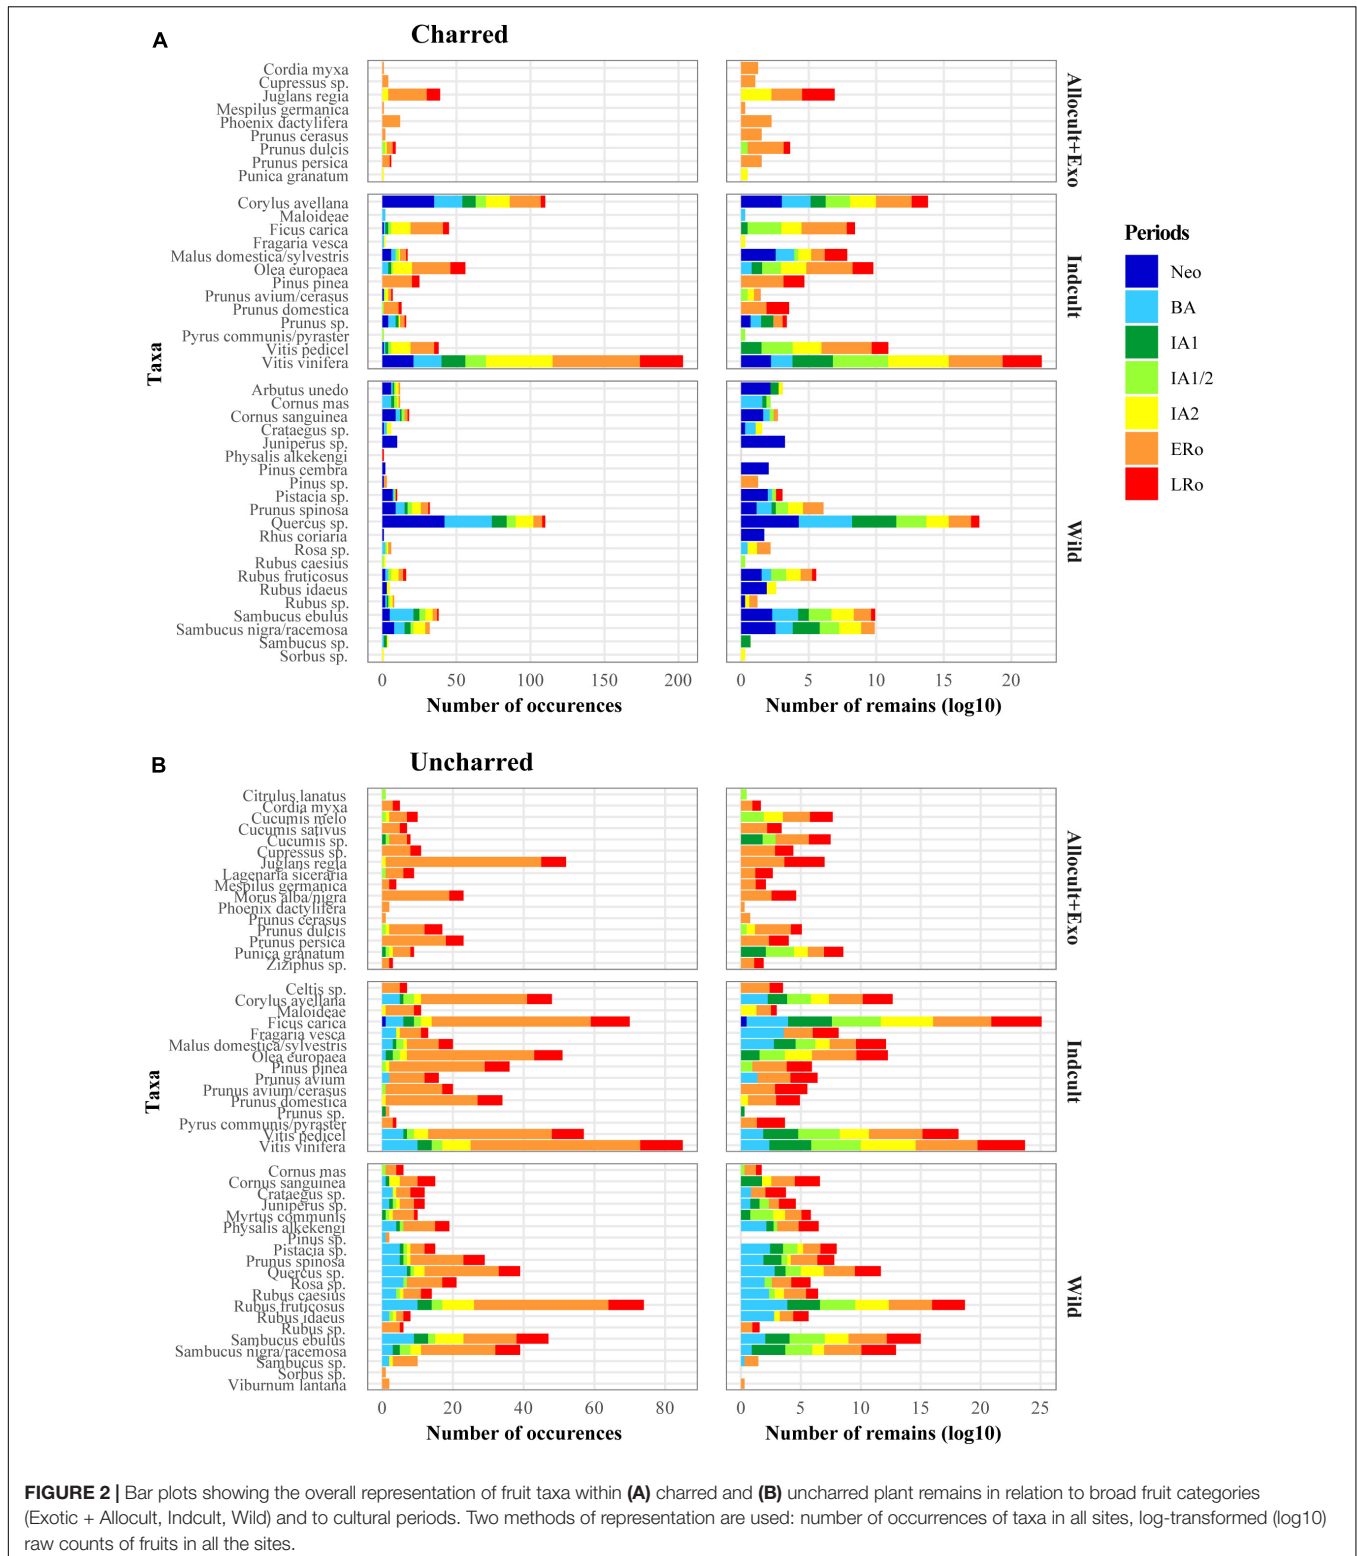 A
Charred
Cordia myxa
Cupressus sp.
Juglans regia
Mespilus germanica
Phoenix dactylifera
Prunus cerasus
Prunus dulcis
Prunus persica
Punica granatum
Allocult+Exo
Corylus avellana
Maloideae
Ficus carica
Fragaria vesca
Malus domestica/sylvestris
Olea europaea
Pinus pinea
Prunus avium/cerasus
Prunus domestica
Prunus sp.
Pyrus communis/pyraster
Vitis pedicel
Vitis vinifera
Indcult
Taxa
Arbutus unedo
Cornus mas
Cornus sanguinea
Crataegus sp.
Juniperus sp.
Physalis alkekengi
Pinus cembra
Pinus sp.
Pistacia sp.
Prunus spinosa
Quercus sp.
Rhus coriaria
Rosa sp.
Rubus caesius
Rubus fruticosus
Rubus idaeus
Rubus sp.
Sambucus ebulus
Sambucus nigra/racemosa
Sambucus sp.
Sorbus sp.
Wild
0 50 100 150 200
0 5 10 15 20
Number of occurences
Number of remains (log10)
Periods
Neo
BA
IA1
IA1/2
IA2
ERo
LRo
B
Uncharred
Citrulus lanatus
Cordia myxa
Cucumis melo
Cucumis sativus
Cucumis sp.
Cupressus sp.
Juglans regia
Lagenaria siceraria
Mespilus germanica
Morus alba/nigra
Phoenix dactylifera
Prunus cerasus
Prunus dulcis
Prunus persica
Punica granatum
Ziziphus sp.
Allocult+Exo
Celtis sp.
Corylus avellana
Maloideae
Ficus carica
Fragaria vesca
Malus domestica/sylvestris
Olea europaea
Pinus pinea
Prunus avium
Prunus avium/cerasus
Prunus domestica
Prunus sp.
Pyrus communis/pyraster
Vitis pedicel
Vitis vinifera
Indcult
Taxa
Cornus mas
Cornus sanguinea
Crataegus sp.
Juniperus sp.
Myrtus communis
Physalis alkekengi
Pinus sp.
Pistacia sp.
Prunus spinosa
Quercus sp.
Rosa sp.
Rubus caesius
Rubus fruticosus
Rubus idaeus
Rubus sp.
Sambucus ebulus
Sambucus nigra/racemosa
Sambucus sp.
Sorbus sp.
Viburnum lantana
Wild
0 20 40 60 80
0 5 10 15 20 25
Number of occurences
Number of remains (log10)
FIGURE 2 | Bar plots showing the overall representation of fruit taxa within (A) charred and (B) uncharred plant remains in relation to broad fruit categories
(Exotic + Allocult, Indcult, Wild) and to cultural periods. Two methods of representation are used: number of occurrences of taxa in all sites, log-transformed (log10)
raw counts of fruits in all the sites.